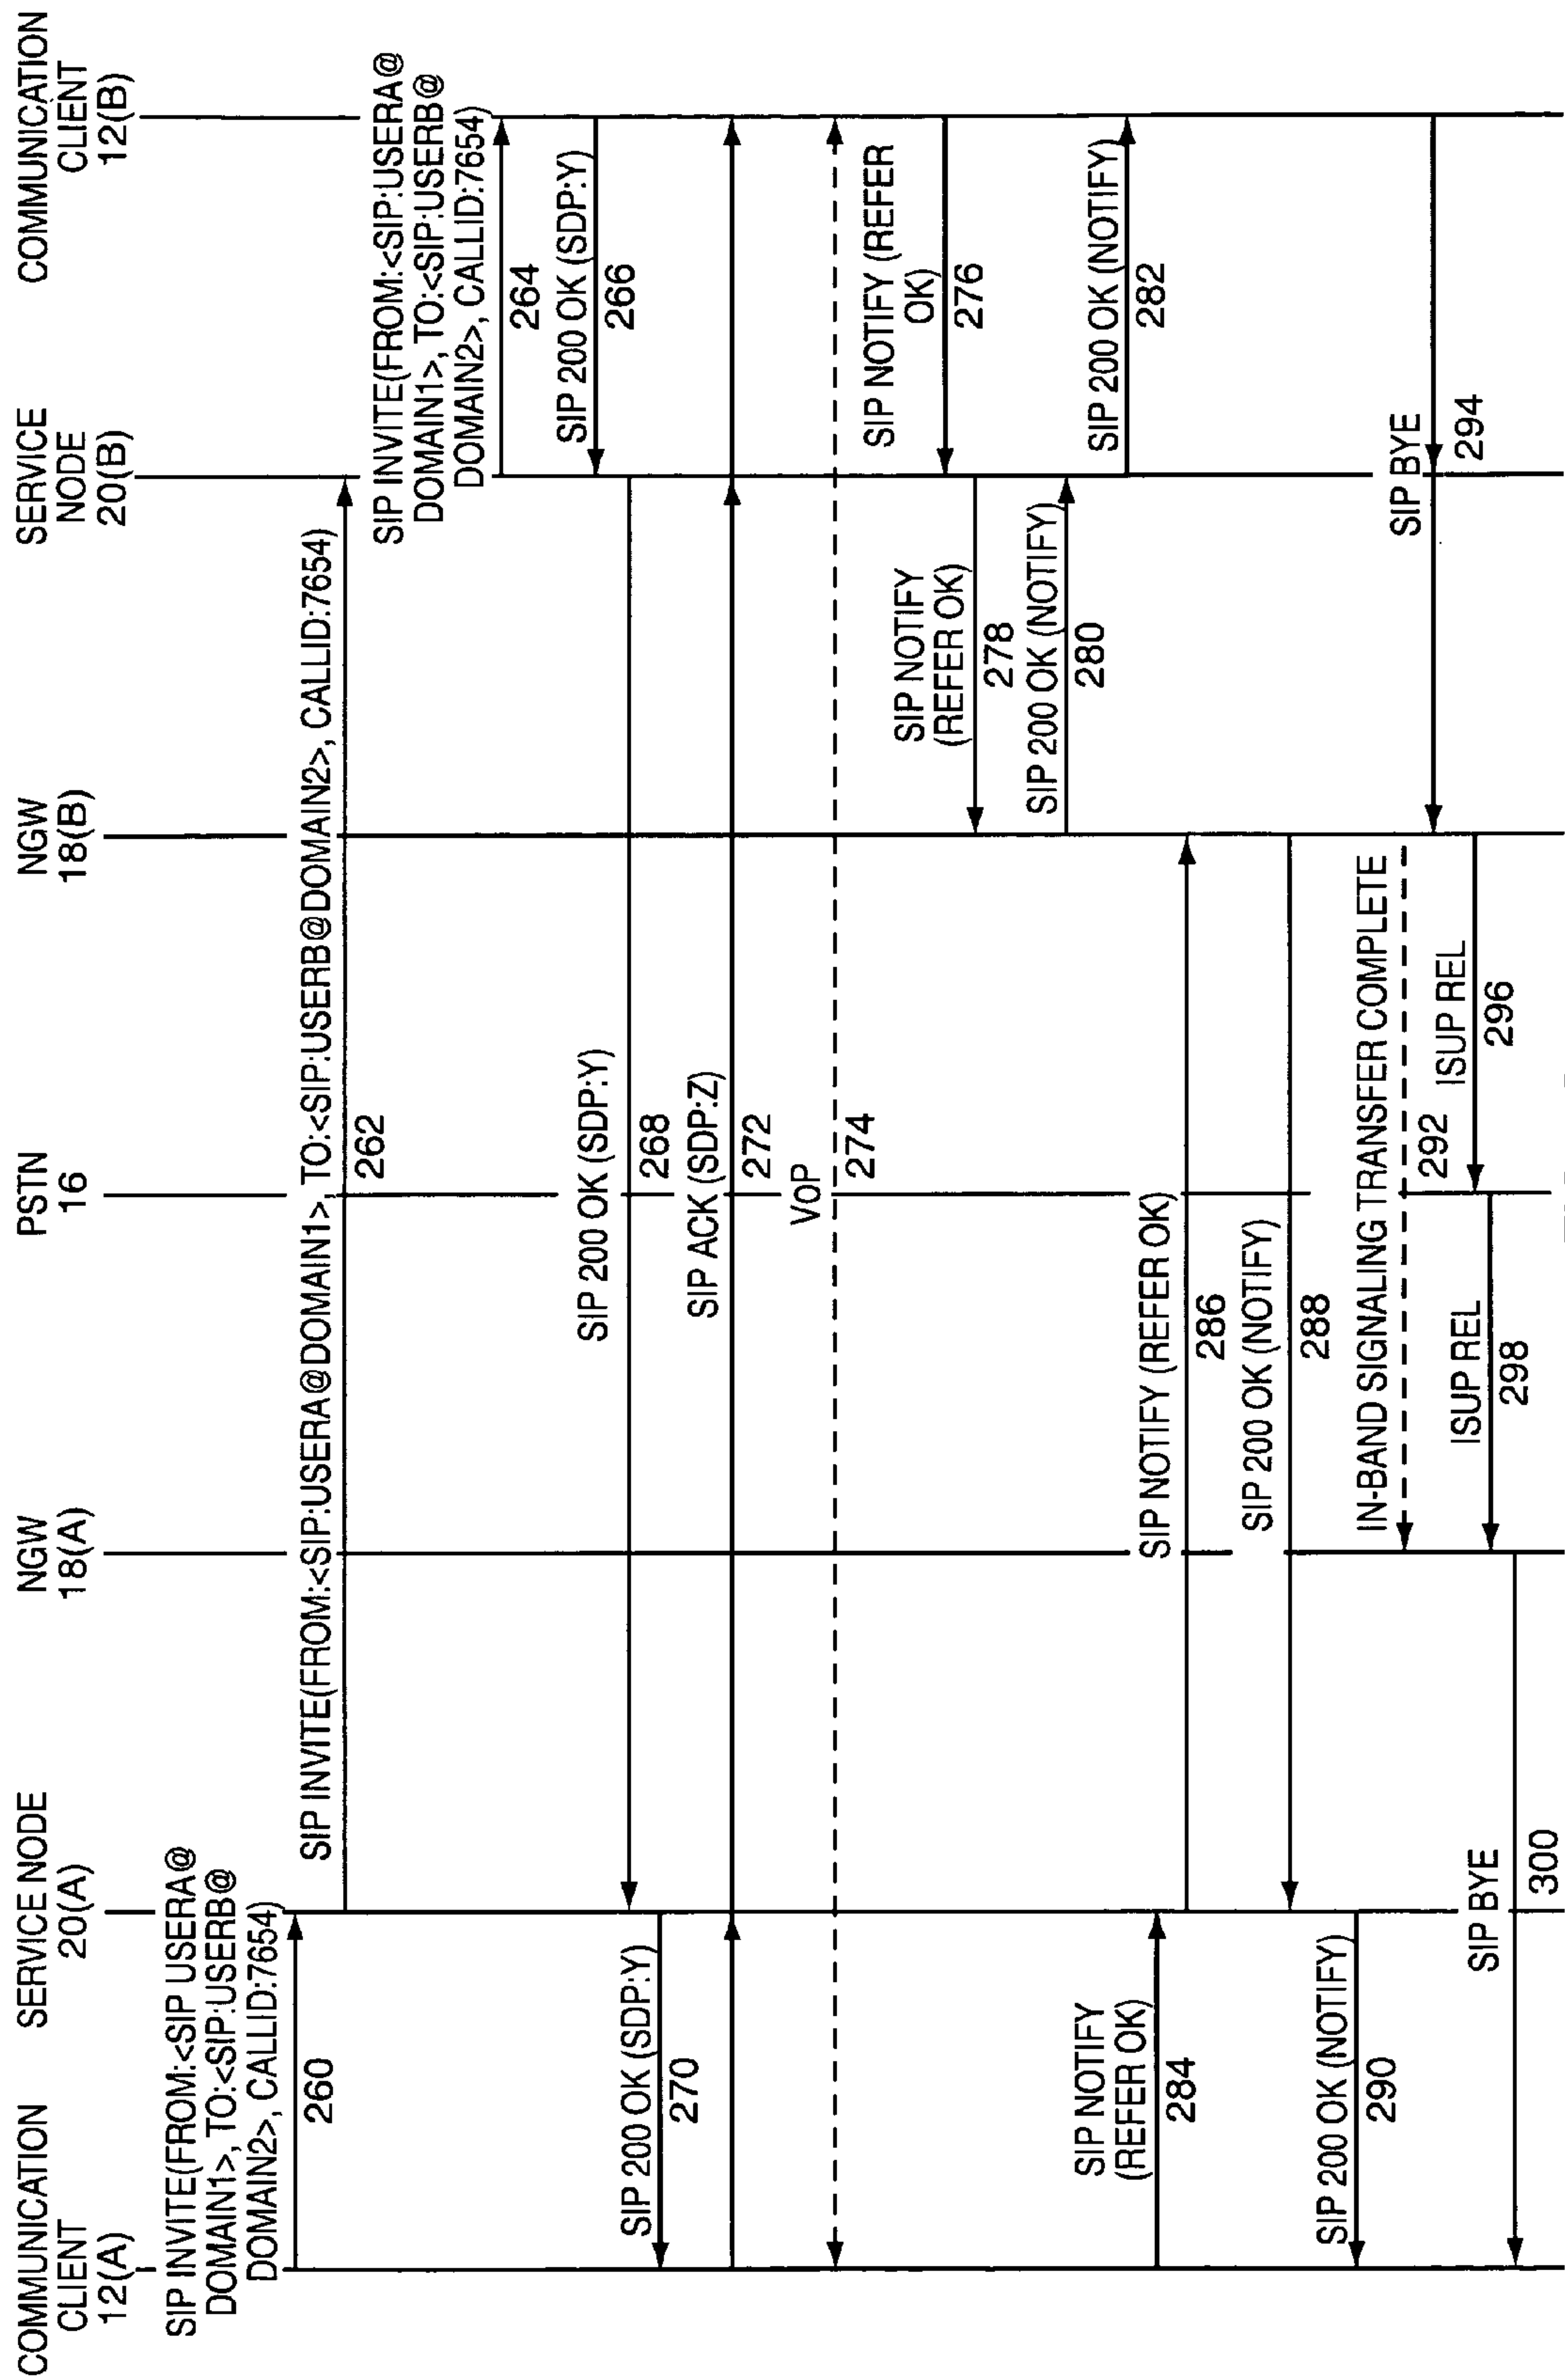 COMMUNICATION
CLIENT
12(A)
SERVICE NODE
20(A)
NGW
18(A)
PSTN
16
NGW
18(B)
SERVICE
NODE
20(B)
COMMUNICATION
CLIENT
12(B)
SIP INVITE(FROM:<SIP USERA@
DOMAIN1>, TO:<SIP:USERB@
DOMAIN2>, CALLID:7654)
260
SIP INVITE(FROM:<SIP:USERA@DOMAIN1>, TO:<SIP:USERB@DOMAIN2>, CALLID:7654)
262
SIP INVITE(FROM:<SIP:USERA@
DOMAIN1>, TO:<SIP:USERB@
DOMAIN2>, CALLID:7654)
264
SIP 200 OK (SDP:Y)
266
SIP 200 OK (SDP:Y)
268
SIP 200 OK (SDP:Y)
270
SIP ACK (SDP:Z)
272
VoP
274
SIP NOTIFY (REFER
OK)
276
SIP NOTIFY
(REFER OK)
278
SIP 200 OK (NOTIFY)
280
SIP 200 OK (NOTIFY)
282
SIP NOTIFY
(REFER OK)
284
SIP NOTIFY (REFER OK)
286
SIP 200 OK (NOTIFY)
288
SIP 200 OK (NOTIFY)
290
IN-BAND SIGNALING TRANSFER COMPLETE
292
SIP BYE
294
ISUP REL
296
ISUP REL
298
SIP BYE
300